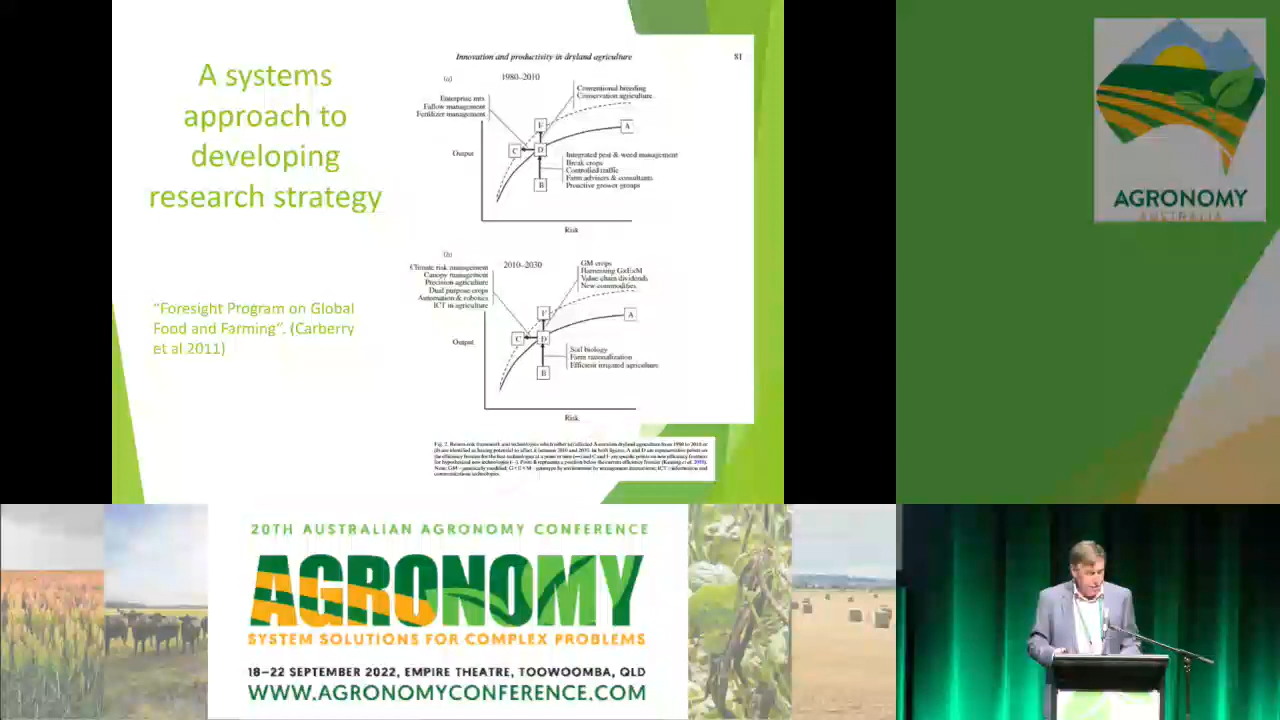 A systems
approach to
developing
research strategy
"Foresight Program on Global
Food and Farming". (Carberry
et al 2011)
Innovation and productivity in dryland agriculture
81
(a)
1980–2010
Conventional breeding
Conservation agriculture
Enterprise mix
Fallow management
Fertilizer management
F
A
Output
C
D
Integrated pest & weed management
Break crops
Controlled traffic
Farm advisers & consultants
Proactive grower groups
B
Risk
(b)
2010–2030
GM crops
Harnessing GxExM
Value chain dividends
New commodities
Climate risk management
Canopy management
Precision agriculture
Dual purpose crops
Automation & robotics
ICT in agriculture
F
A
Output
C
D
Soil biology
Farm rationalization
Efficient irrigated agriculture
B
Risk
AGRONOMY
AUSTRALIA
20TH AUSTRALIAN AGRONOMY CONFERENCE
AGRONOMY
SYSTEM SOLUTIONS FOR COMPLEX PROBLEMS
18–22 SEPTEMBER 2022, EMPIRE THEATRE, TOOWOOMBA, QLD
WWW.AGRONOMYCONFERENCE.COM